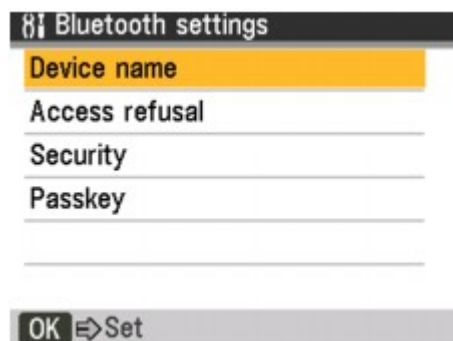 Bluetooth settings
Device name
Access refusal
Security
Passkey
OK Set